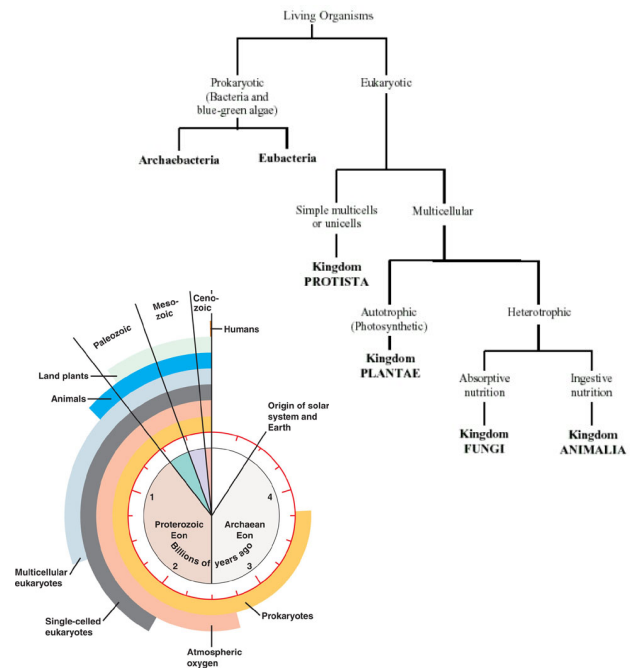 Living Organisms
Prokaryotic
(Bacteria and
blue-green algae)
Eukaryotic
Archaebacteria
Eubacteria
Simple multicells
or unicells
Multicellular
Kingdom
PROTISTA
Autotrophic
(Photosynthetic)
Heterotrophic
Kingdom
PLANTAE
Absorptive
nutrition
Ingestive
nutrition
Kingdom
FUNGI
Kingdom
ANIMALIA
Paleozoic
Meso-
zoic
Ceno-
zoic
Humans
Land plants
Animals
Origin of solar
system and
Earth
1
4
Proterozoic
Eon
Archaean
Eon
Billions of years ago
2
3
Multicellular
eukaryotes
Single-celled
eukaryotes
Prokaryotes
Atmospheric
oxygen